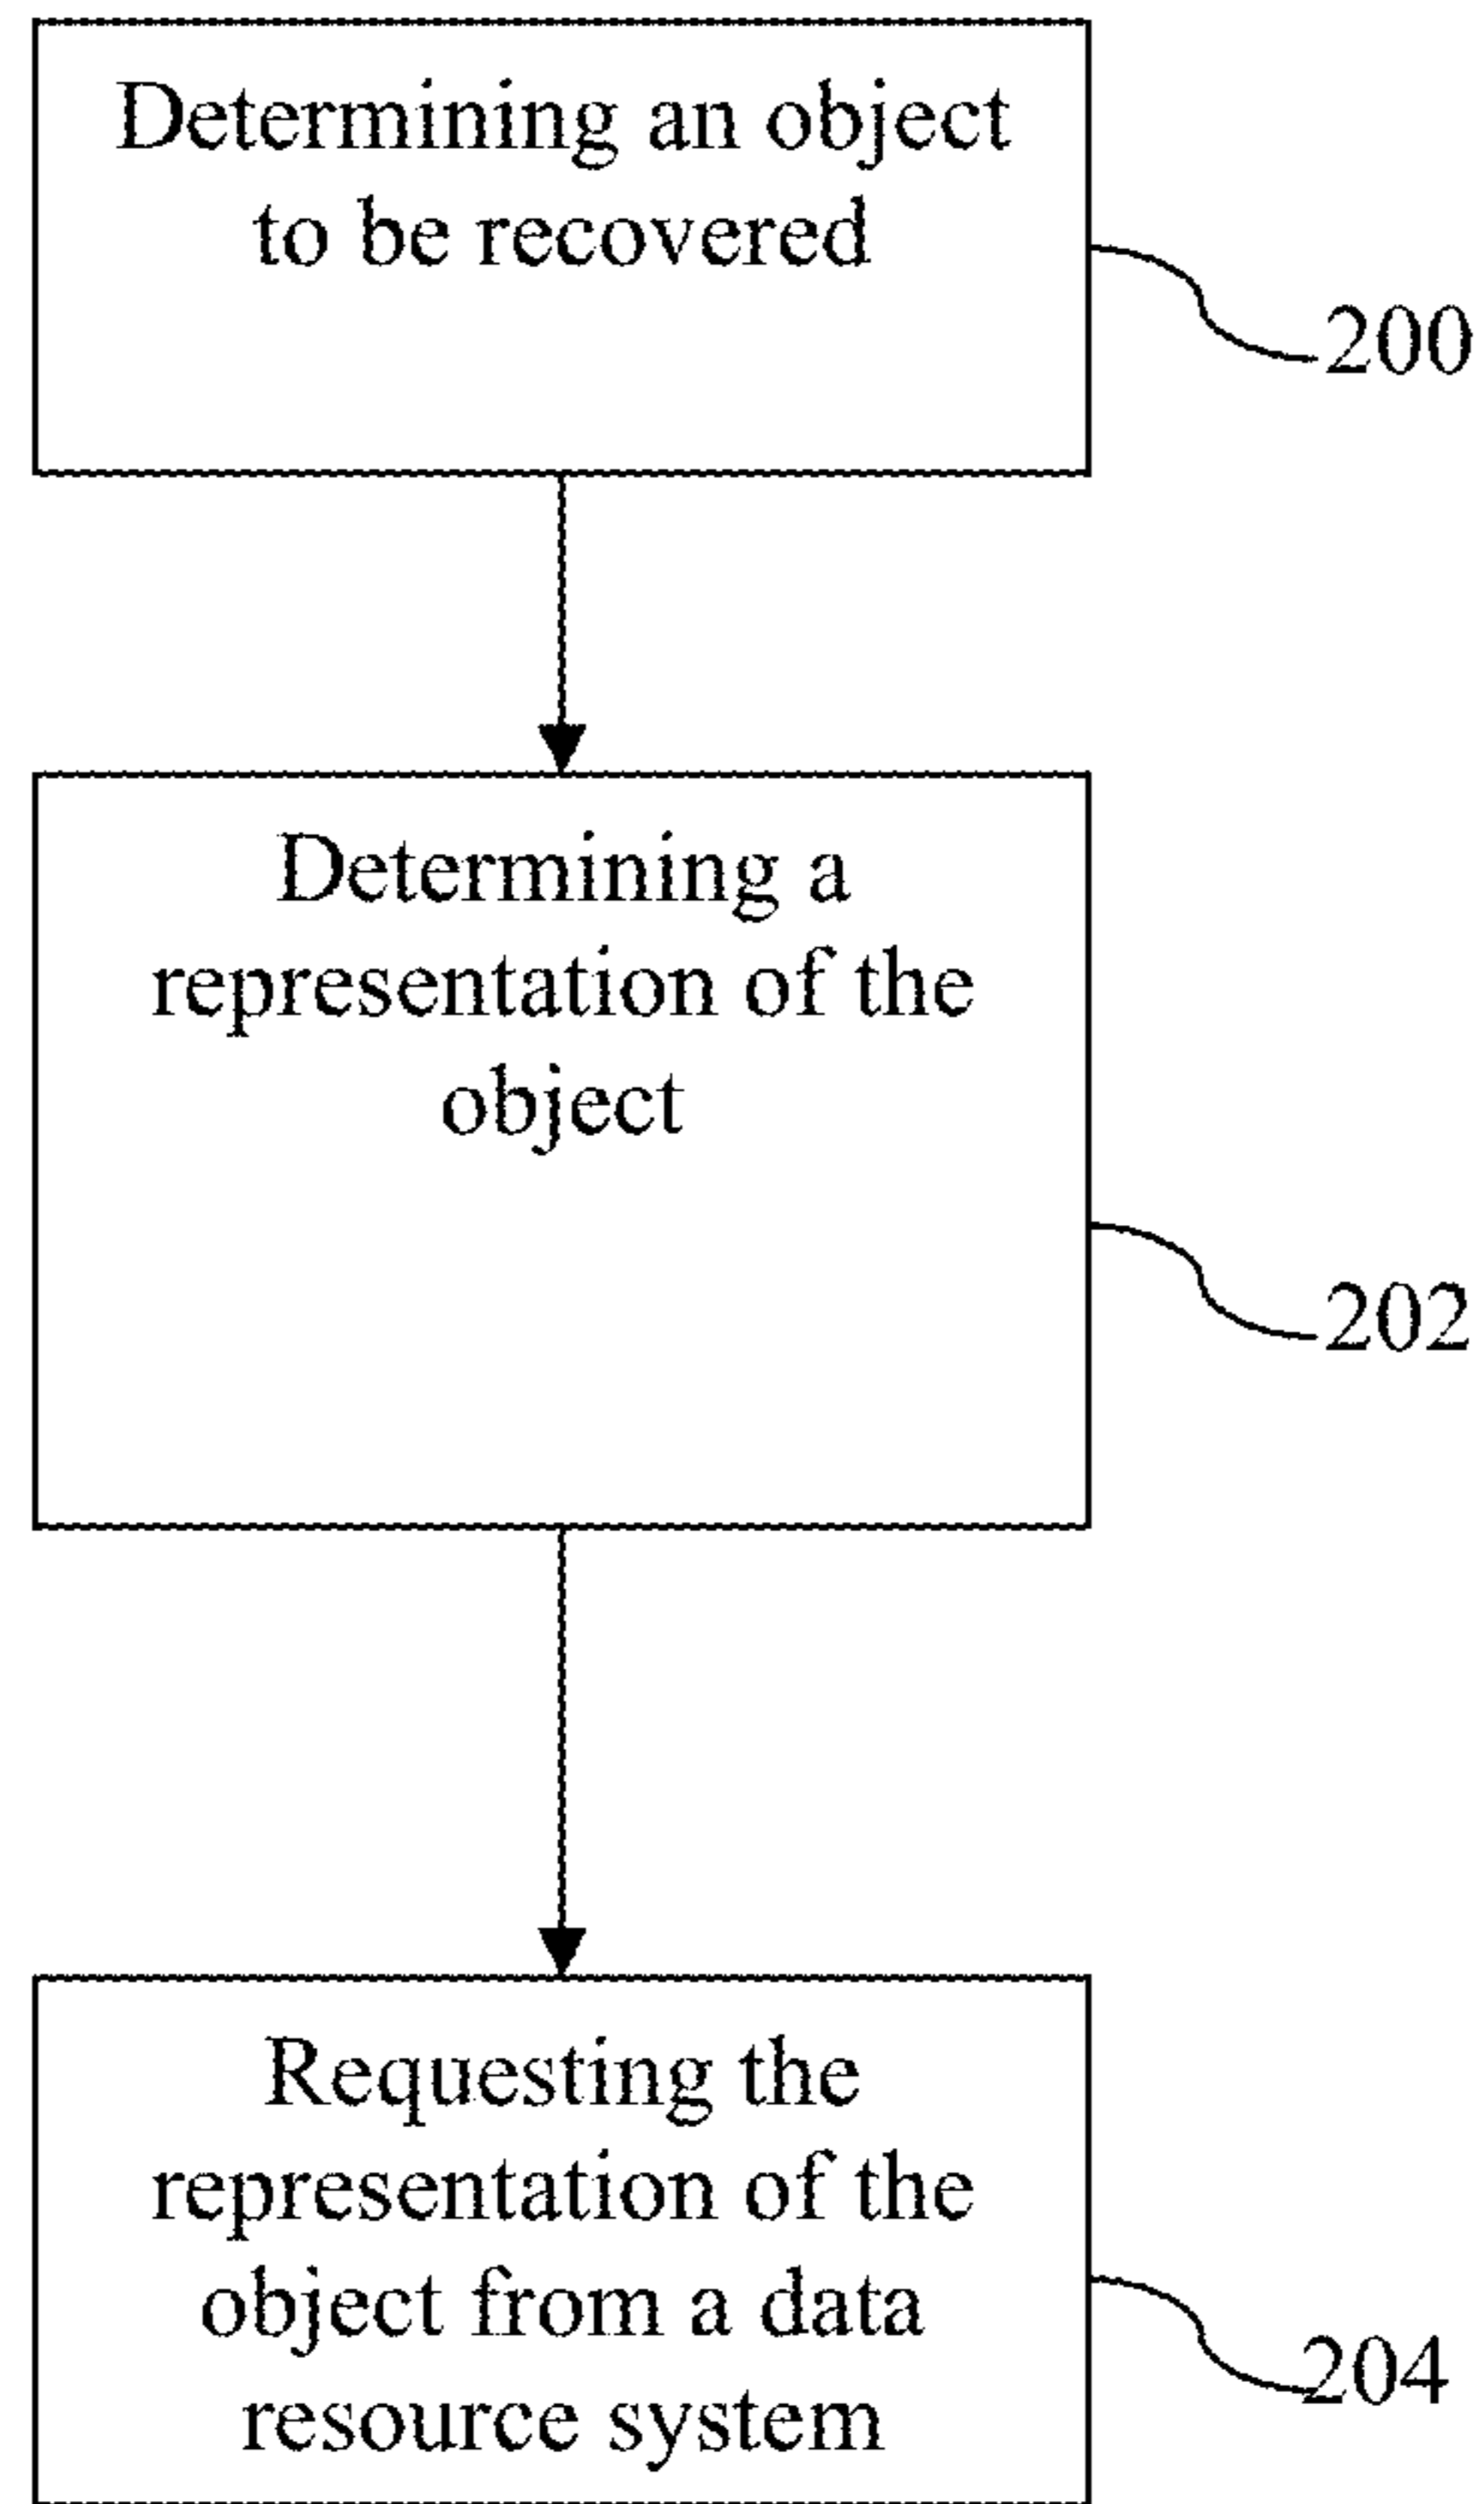 Determining an object
to be recovered
200
Determining a
representation of the
object
202
Requesting the
representation of the
object from a data
resource system
204